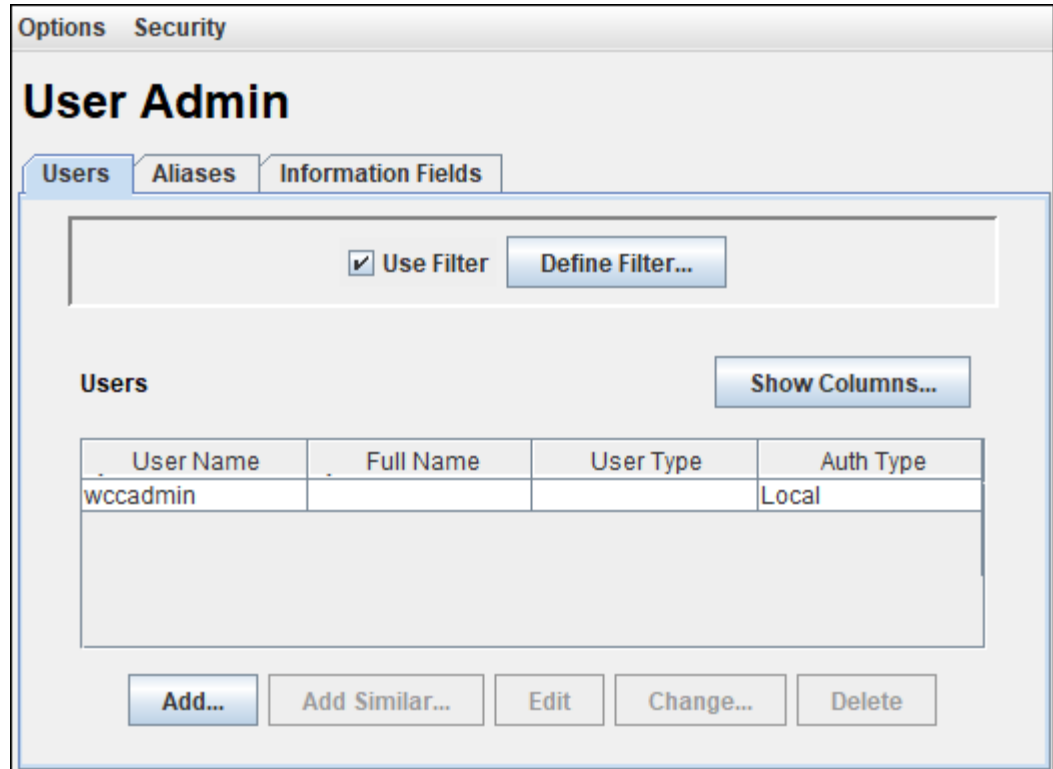 Options Security
User Admin
Users Aliases Information Fields
Use Filter Define Filter...
Users Show Columns...
User Name Full Name User Type Auth Type
wccadmin Local
Add... Add Similar... Edit Change... Delete